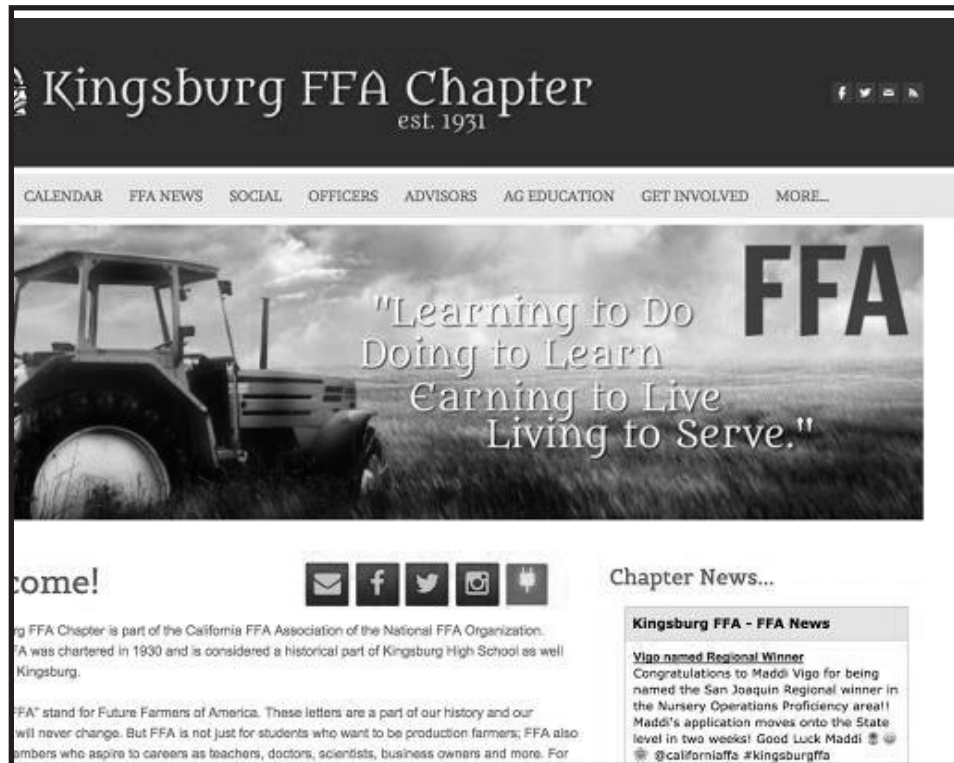 Kingsburg FFA Chapter
est. 1931
CALENDAR FFA NEWS SOCIAL OFFICERS ADVISORS AG EDUCATION GET INVOLVED MORE...
FFA
"Learning to Do
Doing to Learn
Earning to Live
Living to Serve."
come!
rg FFA Chapter is part of the California FFA Association of the National FFA Organization.
FA was chartered in 1930 and is considered a historical part of Kingsburg High School as well
Kingsburg.
FFA" stand for Future Farmers of America. These letters are a part of our history and our
will never change. But FFA is not just for students who want to be production farmers; FFA also
embers who aspire to careers as teachers, doctors, scientists, business owners and more. For
Chapter News...
Kingsburg FFA - FFA News
Vigo named Regional Winner
Congratulations to Maddi Vigo for being
named the San Joaquin Regional winner in
the Nursery Operations Proficiency area!!
Maddi's application moves onto the State
level in two weeks! Good Luck Maddi
@californiaffa #kingsburgffa